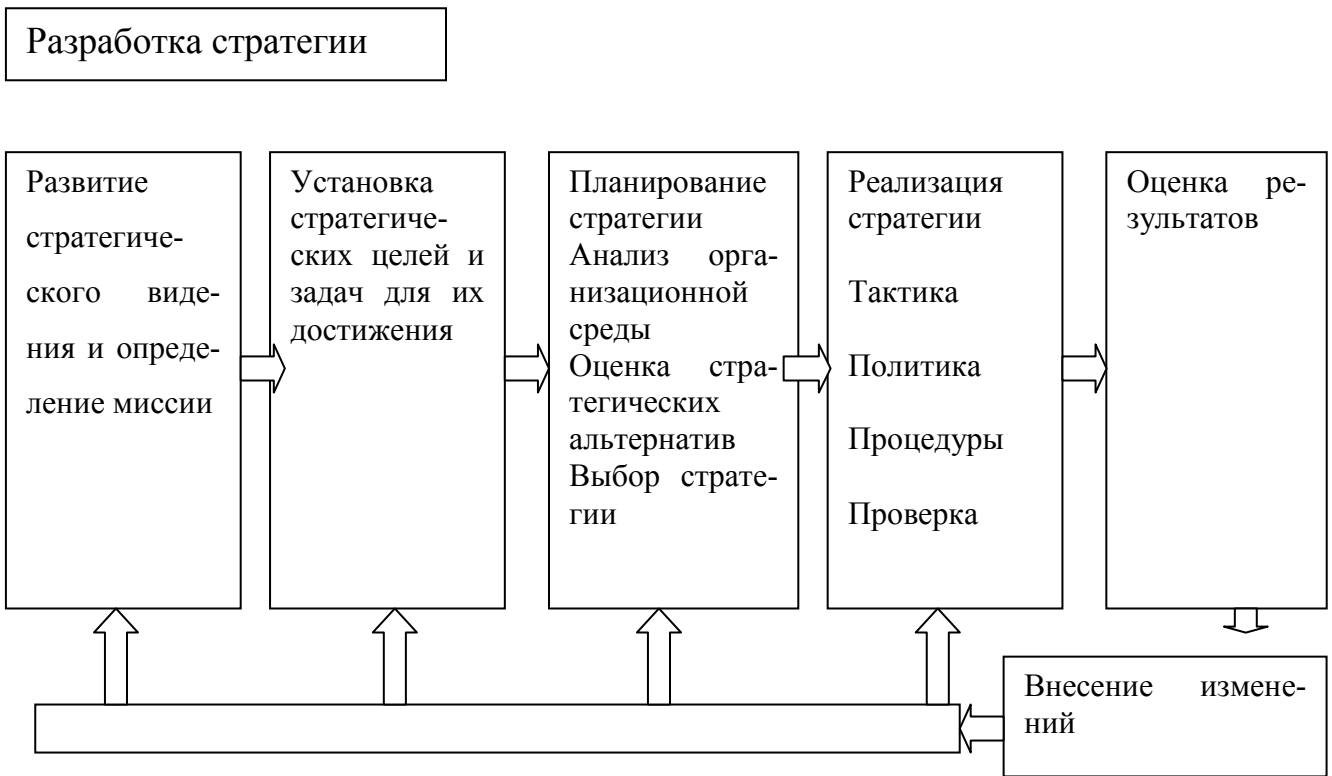 Разработка стратегии
Развитие
стратегиче-
ского виде-
ния и опреде-
ление миссии
Установка
стратегиче-
ских целей и
задач для их
достижения
Планирование
стратегии
Анализ орга-
низационной
среды
Оценка стра-
тегических
альтернатив
Выбор страте-
гии
Реализация
стратегии
Тактика
Политика
Процедуры
Проверка
Оценка ре-
зультатов
Внесение измене-
ний